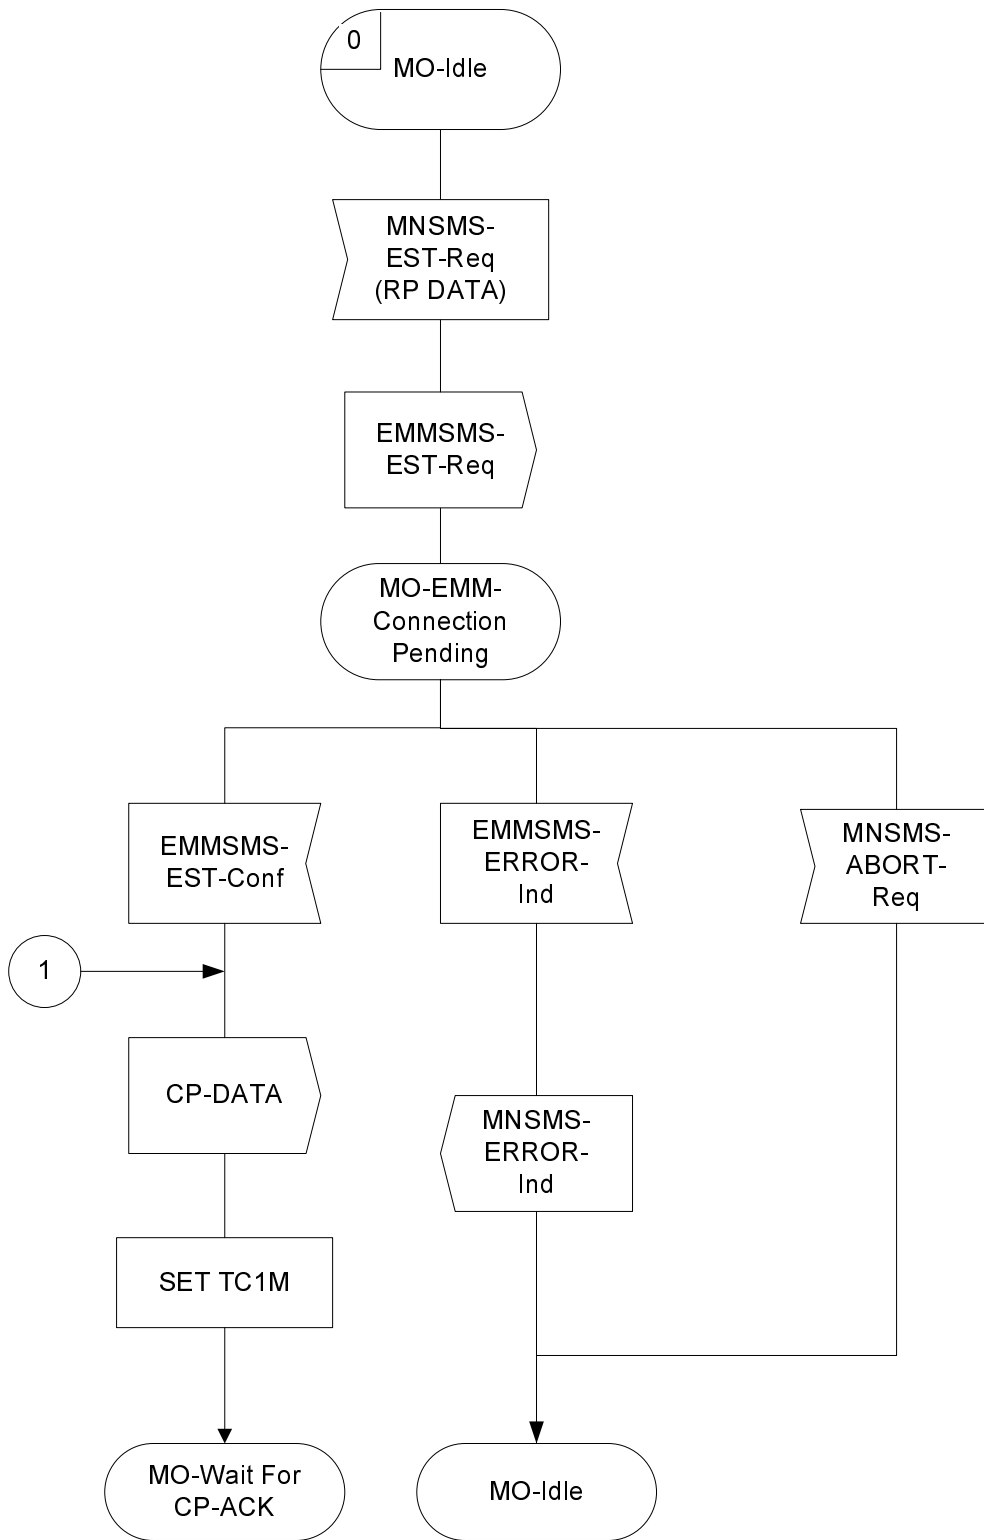 0
MO-Idle
MNSMS-
EST-Req
(RP DATA)
EMMSMS-
EST-Req
MO-EMM-
Connection
Pending
EMMSMS-
EST-Conf
EMMSMS-
ERROR-
Ind
MNSMS-
ABORT-
Req
1
CP-DATA
MNSMS-
ERROR-
Ind
SET TC1M
MO-Wait For
CP-ACK
MO-Idle